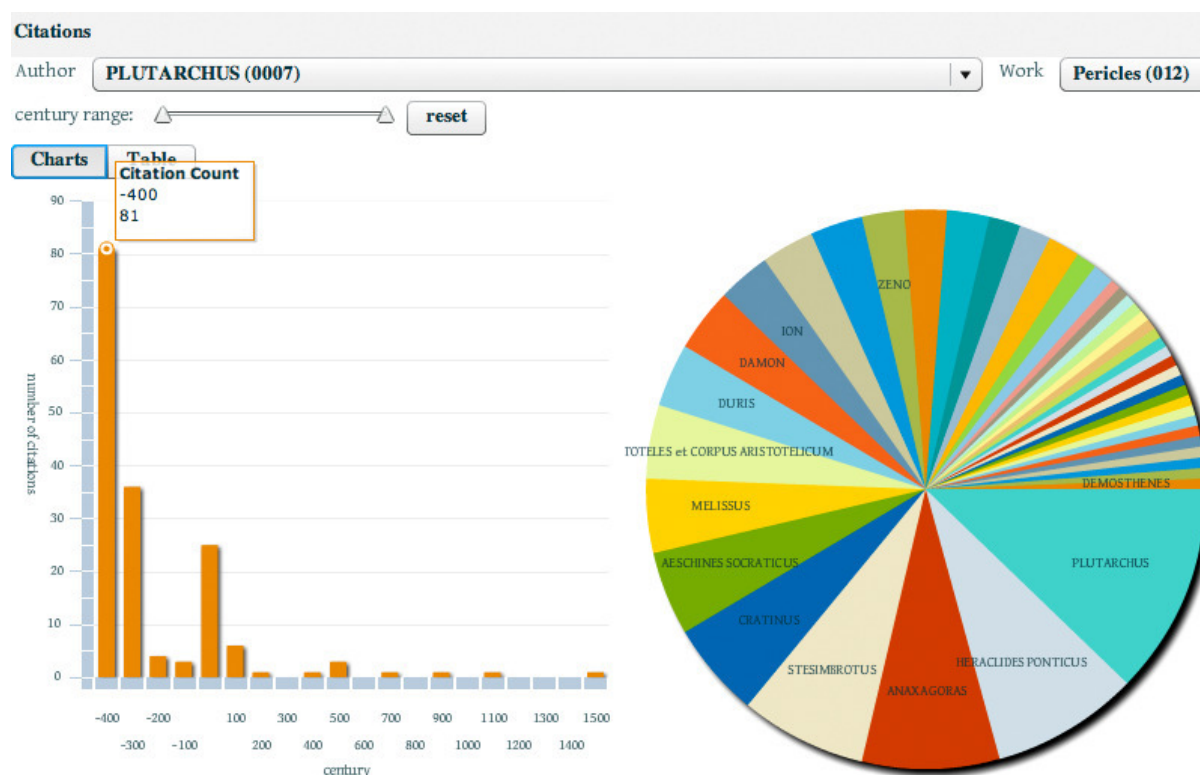 Citations
Author PLUTARCHUS (0007) Work Pericles (012)
century range: reset
Charts Table
Citation Count
-400
81
90
80
70
60
50
40
30
20
10
0
number of citations
-400 -200 100 300 500 700 900 1100 1300 1500
-300 -100 200 400 600 800 1000 1200 1400
century
ZENO
ION
DAMON
DURIS
TOTELES et CORPUS ARISTOTELICUM
MELISSUS
AESCHINES SOCRATICUS
CRATINUS
STESIMBROTUS
ANAXAGORAS
HERACLIDES PONTICUS
PLUTARCHUS
DEMOSTHENES